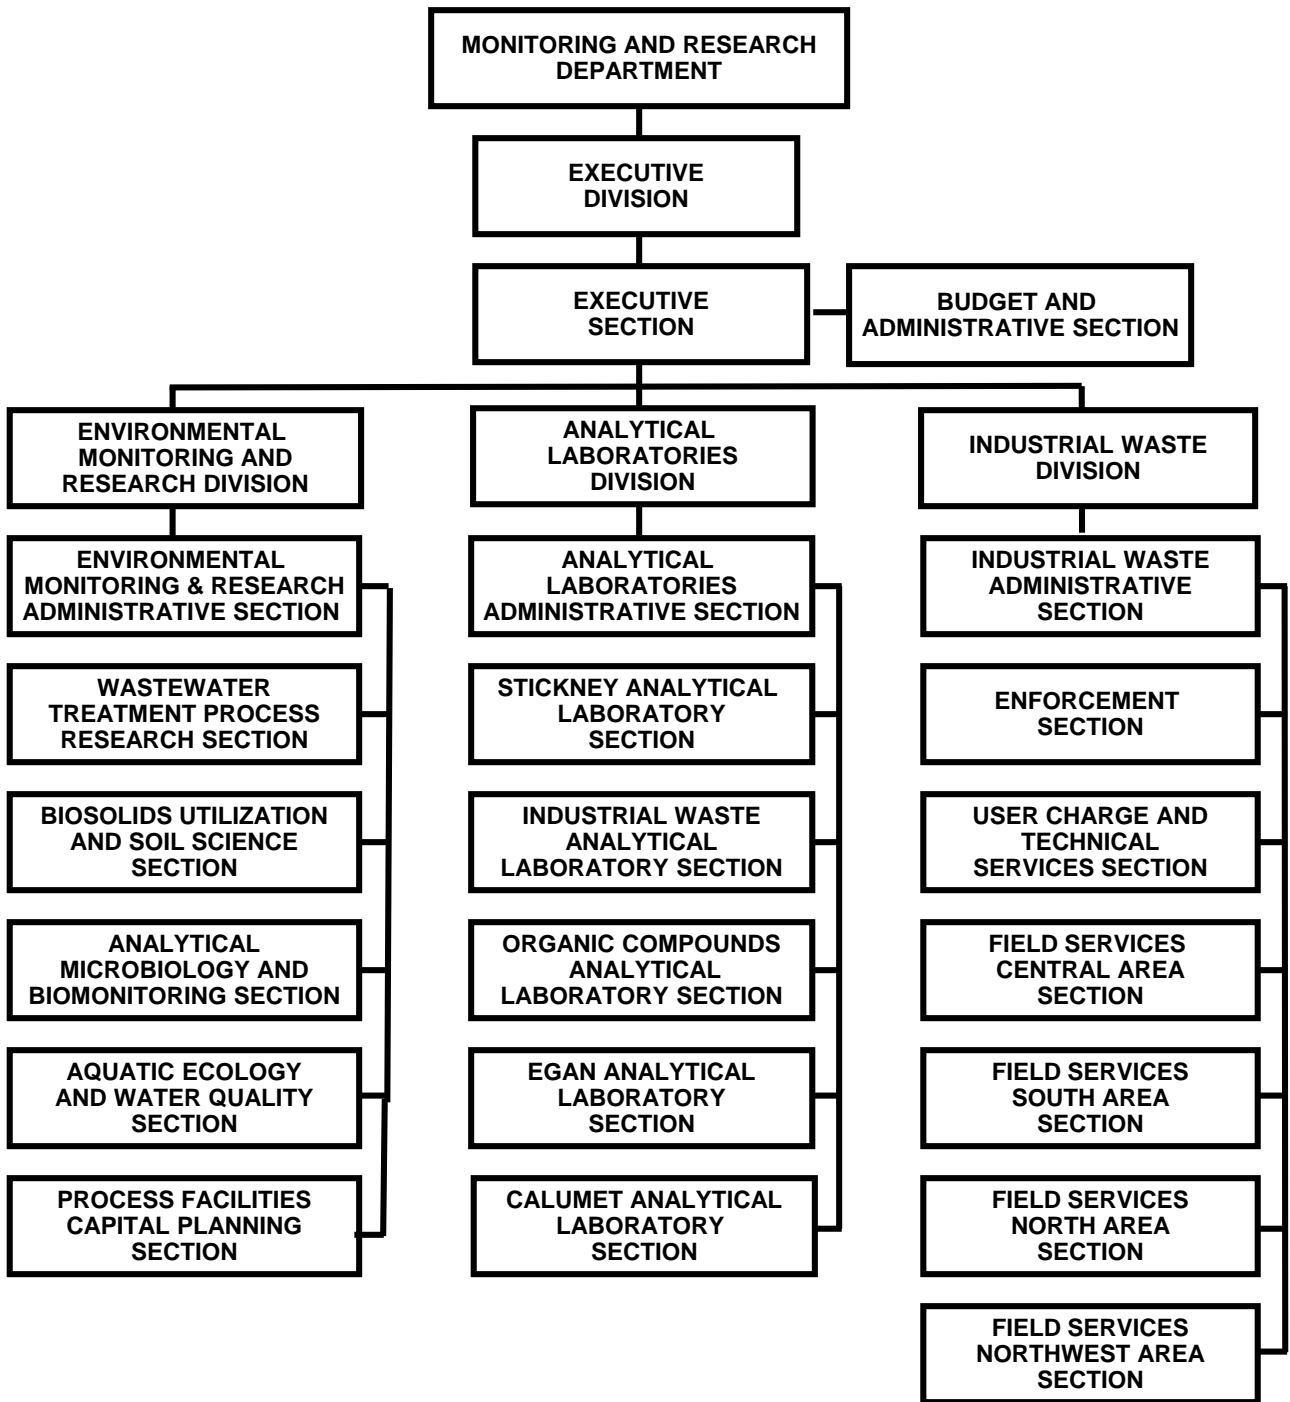 MONITORING AND RESEARCH
DEPARTMENT
EXECUTIVE
DIVISION
EXECUTIVE
SECTION
BUDGET AND
ADMINISTRATIVE SECTION
ENVIRONMENTAL
MONITORING AND
RESEARCH DIVISION
ENVIRONMENTAL
MONITORING & RESEARCH
ADMINISTRATIVE SECTION
WASTEWATER
TREATMENT PROCESS
RESEARCH SECTION
BIOSOLIDS UTILIZATION
AND SOIL SCIENCE
SECTION
ANALYTICAL
MICROBIOLOGY AND
BIOMONITORING SECTION
AQUATIC ECOLOGY
AND WATER QUALITY
SECTION
PROCESS FACILITIES
CAPITAL PLANNING
SECTION
ANALYTICAL
LABORATORIES
DIVISION
ANALYTICAL
LABORATORIES
ADMINISTRATIVE SECTION
STICKNEY ANALYTICAL
LABORATORY
SECTION
INDUSTRIAL WASTE
ANALYTICAL
LABORATORY SECTION
ORGANIC COMPOUNDS
ANALYTICAL
LABORATORY SECTION
EGAN ANALYTICAL
LABORATORY
SECTION
CALUMET ANALYTICAL
LABORATORY
SECTION
INDUSTRIAL WASTE
DIVISION
INDUSTRIAL WASTE
ADMINISTRATIVE
SECTION
ENFORCEMENT
SECTION
USER CHARGE AND
TECHNICAL
SERVICES SECTION
FIELD SERVICES
CENTRAL AREA
SECTION
FIELD SERVICES
SOUTH AREA
SECTION
FIELD SERVICES
NORTH AREA
SECTION
FIELD SERVICES
NORTHWEST AREA
SECTION